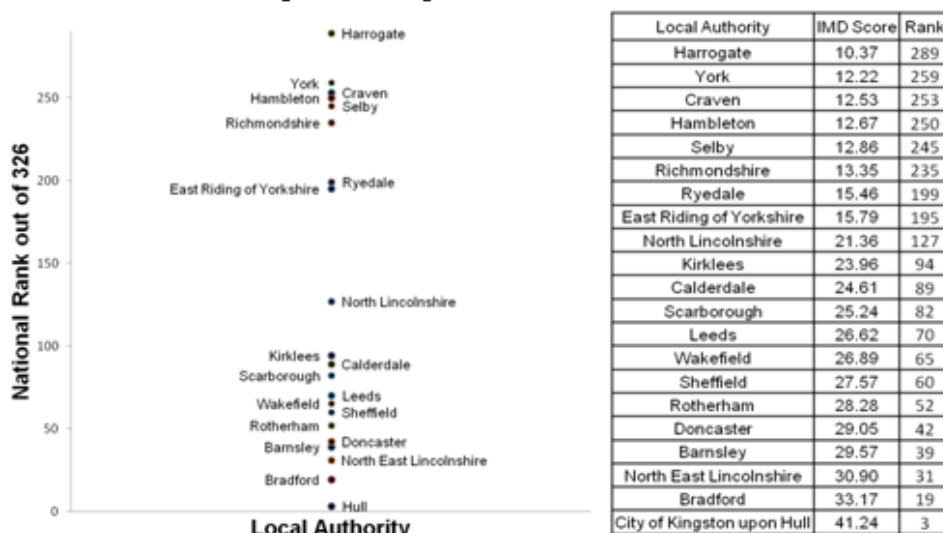 Harrogate
York
Craven
Hambleton
Selby
250
Richmondshire
200
Ryedale
East Riding of Yorkshire
150
North Lincolnshire
100
Kirklees
Calderdale
Scarborough
Leeds
Wakefield
Sheffield
50
Rotherham
Doncaster
Barnsley
North East Lincolnshire
Bradford
Hull
0
National Rank out of 326
Local Authority
Local Authority IMD Score Rank
Harrogate 10.37 289
York 12.22 259
Craven 12.53 253
Hambleton 12.67 250
Selby 12.86 245
Richmondshire 13.35 235
Ryedale 15.46 199
East Riding of Yorkshire 15.79 195
North Lincolnshire 21.36 127
Kirklees 23.96 94
Calderdale 24.61 89
Scarborough 25.24 82
Leeds 26.62 70
Wakefield 26.89 65
Sheffield 27.57 60
Rotherham 28.28 52
Doncaster 29.05 42
Barnsley 29.57 39
North East Lincolnshire 30.90 31
Bradford 33.17 19
City of Kingston upon Hull 41.24 3